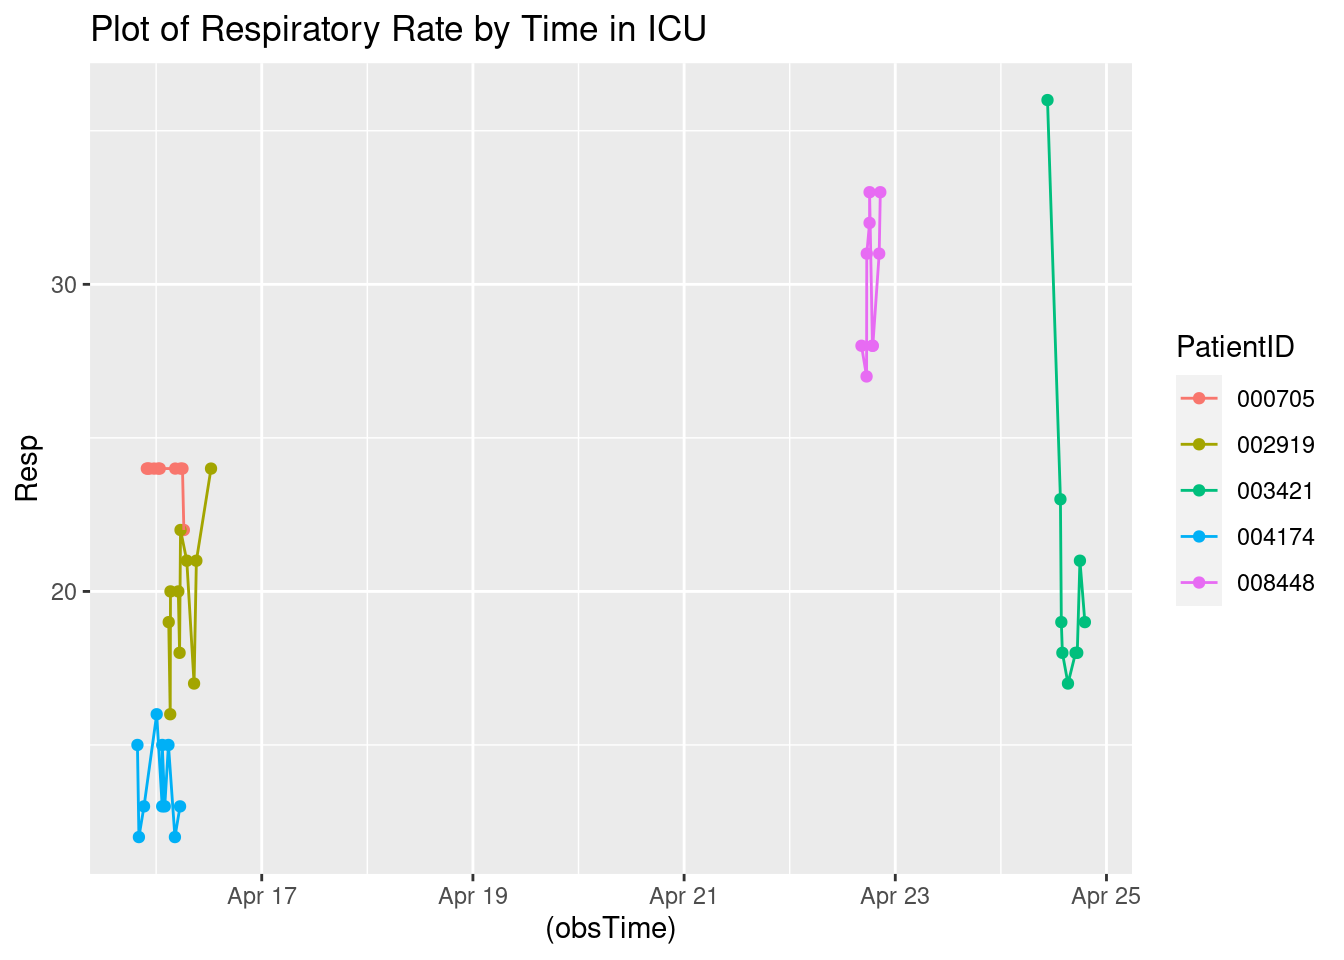 Plot of Respiratory Rate by Time in ICU
Resp
30
20
Apr 17
Apr 19
Apr 21
Apr 23
Apr 25
(obsTime)
PatientID
000705
002919
003421
004174
008448